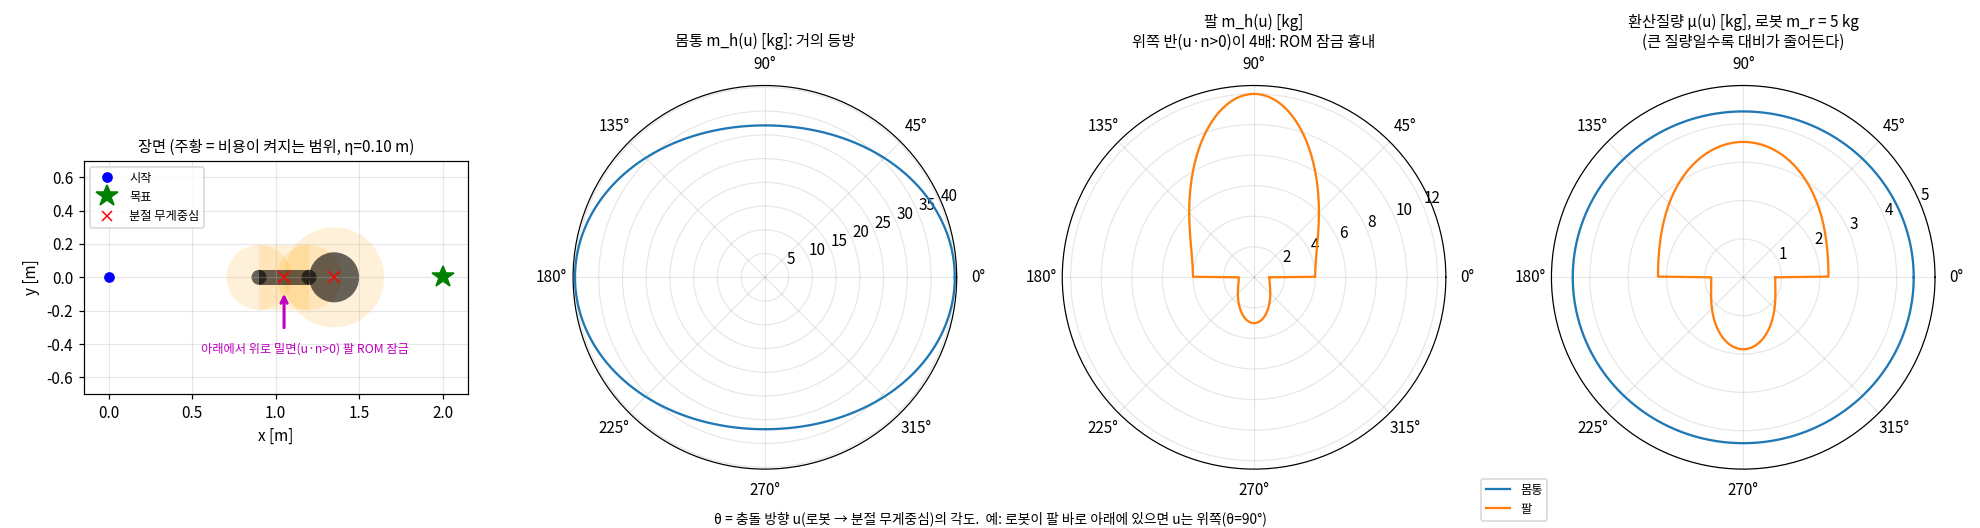 장면 (주황 = 비용이 켜지는 범위, η=0.10 m)
시작
목표
분절 무게중심
아래에서 위로 밀면(u·n>0) 팔 ROM 잠금
y [m]
0.6
0.4
0.2
0.0
-0.2
-0.4
-0.6
0.0 0.5 1.0 1.5 2.0
x [m]
몸통 m_h(u) [kg]: 거의 등방
90°
135° 45°
180° 0°
225° 315°
270°
5 10 15 20 25 30 35 40
팔 m_h(u) [kg]
위쪽 반(u·n>0)이 4배: ROM 잠금 흉내
90°
135° 45°
180° 0°
225° 315°
270°
2 4 6 8 10 12
환산질량 μ(u) [kg], 로봇 m_r = 5 kg
(큰 질량일수록 대비가 줄어든다)
90°
135° 45°
180° 0°
225° 315°
270°
1 2 3 4 5
몸통
팔
θ = 충돌 방향 u(로봇 → 분절 무게중심)의 각도. 예: 로봇이 팔 바로 아래에 있으면 u는 위쪽(θ=90°)